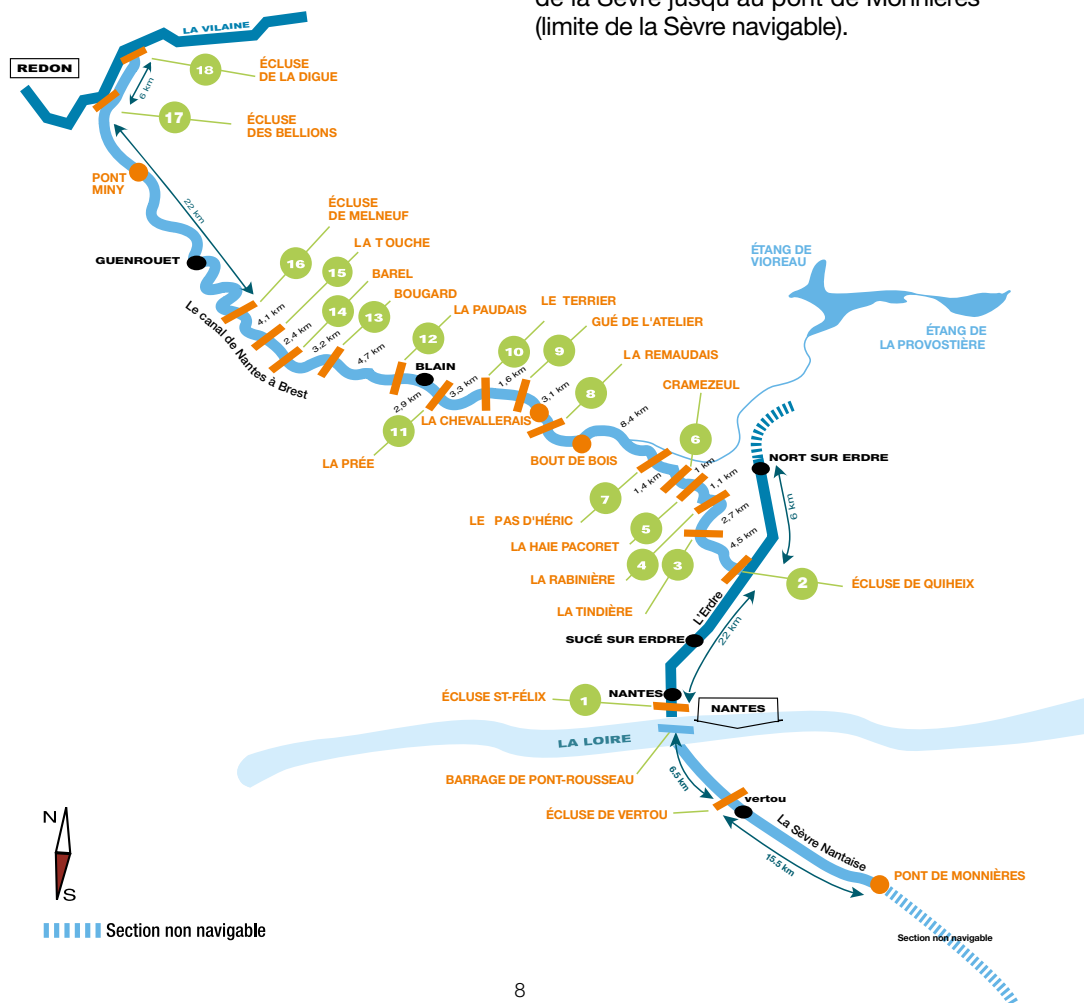 de la Sèvre jusqu'au pont de Monnières
(limite de la Sèvre navigable).
LA VILAINE
REDON
18
ÉCLUSE
DE LA DIGUE
6 km
17
ÉCLUSE
DES BELLIONS
PONT
MINY
22 km
ÉCLUSE
DE MELNEUF
LA T OUCHE
GUENROUET
16
15
BAREL
14
BOUGARD
13
LA PAUDAIS
12
LE TERRIER
10
GUÉ DE L'ATELIER
9
LA REMAUDAIS
8
CRAMEZEUL
6
ÉTANG DE
VIOREAU
ÉTANG DE
LA PROVOSTIÈRE
Le canal de Nantes à Brest
4,1 km
2,4 km
3,2 km
4,7 km
BLAIN
2,9 km
3,3 km
1,6 km
3,1 km
8,4 km
11
LA PRÉE
LA CHEVALLERAIS
BOUT DE BOIS
NORT SUR ERDRE
1,4 km
1 km
1,1 km
2,7 km
4,5 km
6 km
7
LE PAS D'HÉRIC
5
LA HAIE PACORET
4
LA RABINIÈRE
3
LA TINDIÈRE
2
ÉCLUSE DE QUIHEIX
L'Erdre
22 km
SUCÉ SUR ERDRE
ÉCLUSE ST-FÉLIX
1
NANTES
NANTES
LA LOIRE
BARRAGE DE PONT-ROUSSEAU
6.5 km
ÉCLUSE DE VERTOU
vertou
La Sèvre Nantaise
15.5 km
PONT DE MONNIÈRES
N
S
Section non navigable
Section non navigable
8